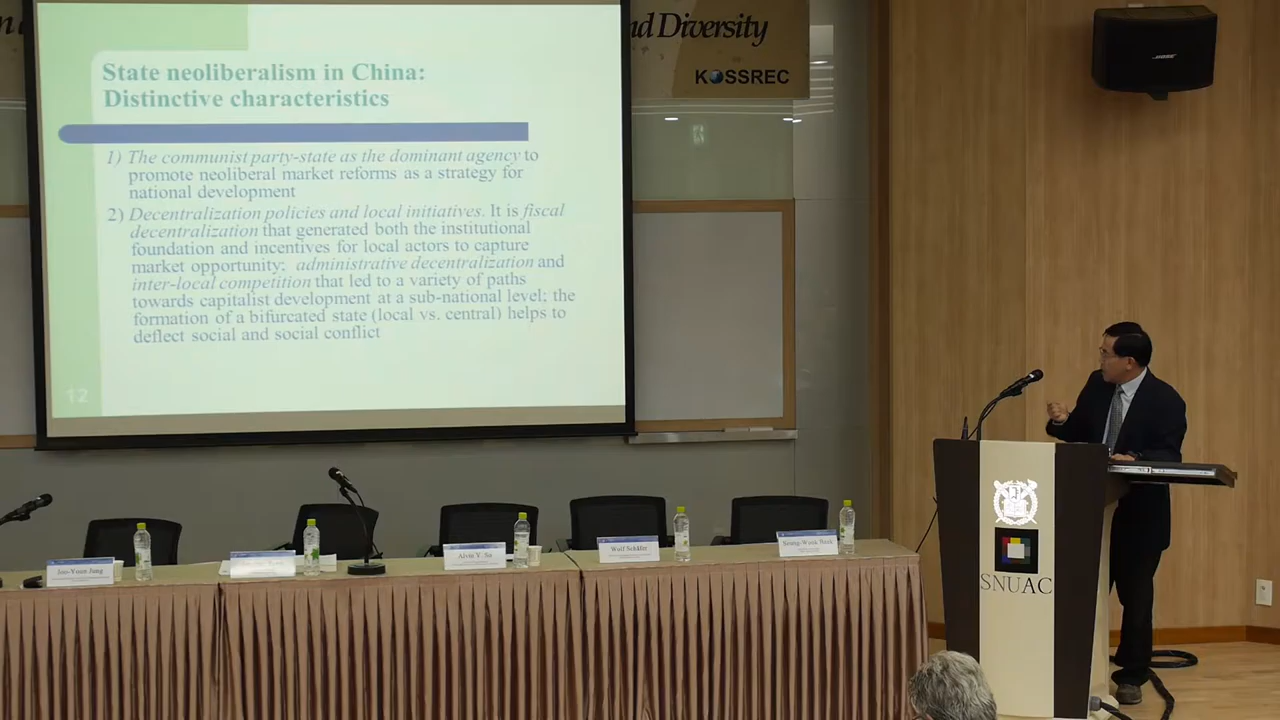 nd Diversity
KOSSREC
BOSE
State neoliberalism in China:
Distinctive characteristics
1) The communist party-state as the dominant agency to
promote neoliberal market reforms as a strategy for
national development
2) Decentralization policies and local initiatives. It is fiscal
decentralization that generated both the institutional
foundation and incentives for local actors to capture
market opportunity; administrative decentralization and
inter-local competition that led to a variety of paths
towards capitalist development at a sub-national level; the
formation of a bifurcated state (local vs. central) helps to
deflect social and social conflict
12
Alvin Y. So
Wulf Schäfer
SNUAC